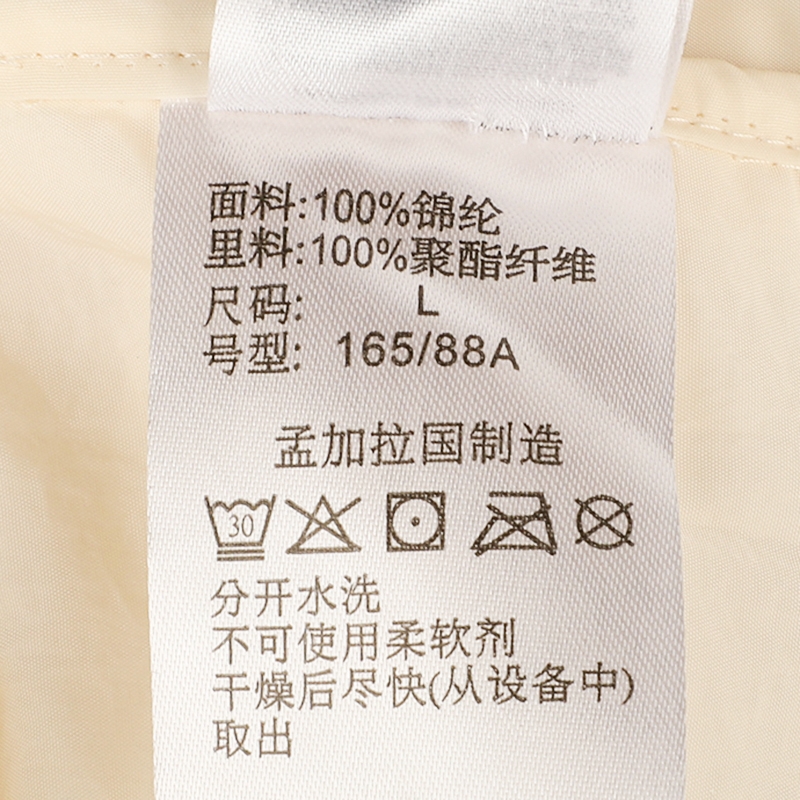 面料:100%锦纶
里料:100%聚酯纤维
尺码: L
号型: 165/88A
孟加拉国制造
30
分开水洗
不可使用柔软剂
干燥后尽快(从设备中)
取出